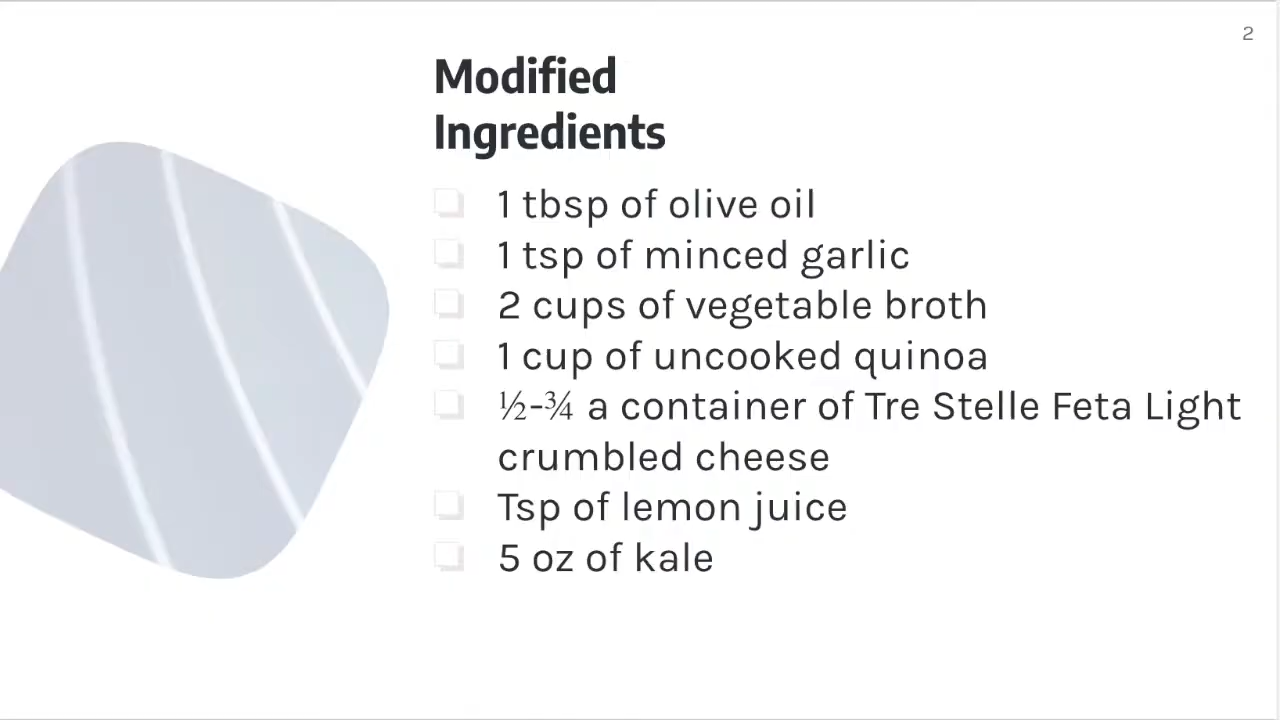 2
Modified
Ingredients
1 tbsp of olive oil
1 tsp of minced garlic
2 cups of vegetable broth
1 cup of uncooked quinoa
½-¾ a container of Tre Stelle Feta Light
crumbled cheese
Tsp of lemon juice
5 oz of kale